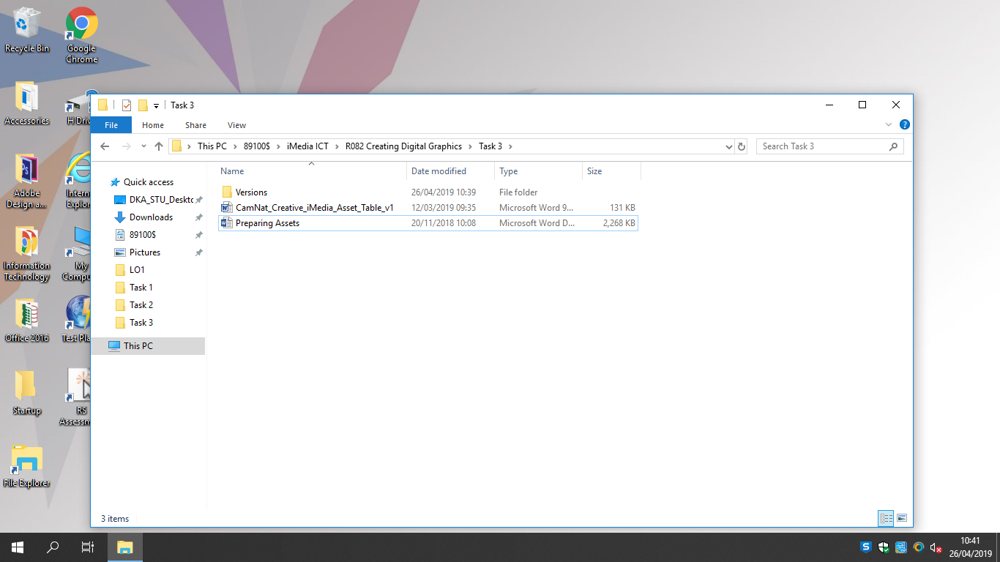 Recycle Bin
Google Chrome
Accessories
H Driv
Adobe Design a...
Intern Explor
Information Technology
My Compu
Office 2016
Test Pla
Startup
RS Assessm
File Explorer
Task 3
File Home Share View
This PC 89100$ iMedia ICT R082 Creating Digital Graphics Task 3
Search Task 3
Quick access
DKA_STU_Deskto
Downloads
89100$
Pictures
LO1
Task 1
Task 2
Task 3
This PC
Name Date modified Type Size
Versions 26/04/2019 10:39 File folder
CamNat_Creative_iMedia_Asset_Table_v1 12/03/2019 09:35 Microsoft Word 9... 131 KB
Preparing Assets 20/11/2018 10:08 Microsoft Word D... 2,268 KB
3 items
10:41
26/04/2019